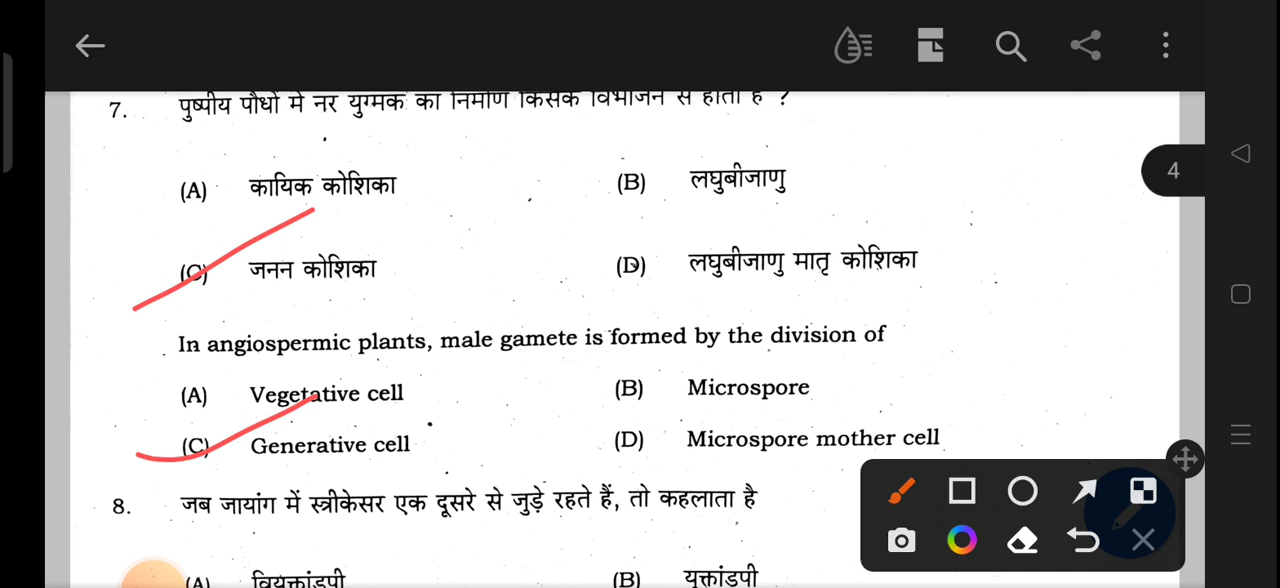 4
7. पुष्पीय पौधों में नर युग्मक का निर्माण किसके विभाजन से होता है ?
(A) कायिक कोशिका (B) लघुबीजाणु
(C) जनन कोशिका (D) लघुबीजाणु मातृ कोशिका
In angiospermic plants, male gamete is formed by the division of
(A) Vegetative cell (B) Microspore
(C) Generative cell (D) Microspore mother cell
8. जब जायांग में स्त्रीकेसर एक दूसरे से जुड़े रहते हैं, तो कहलाता है
(A) वियुक्तांडपी (B) युक्तांडपी